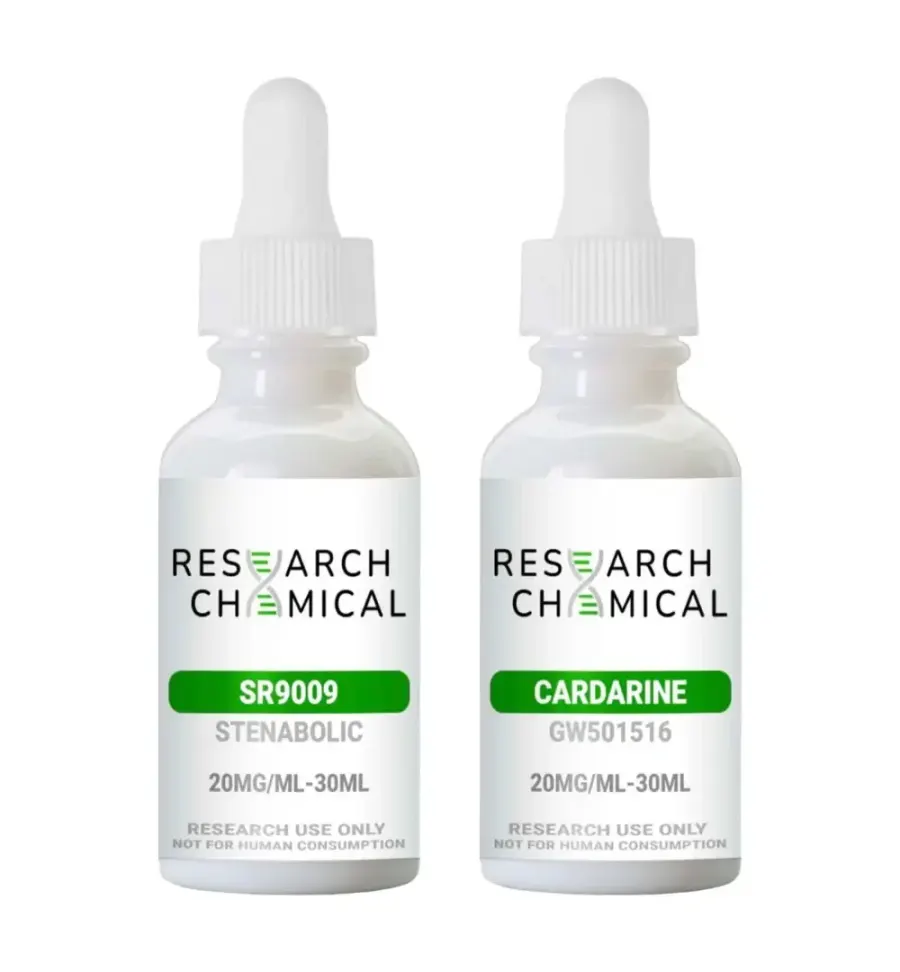 RESEARCH
CHEMICAL
SR9009
STENABOLIC
20MG/ML-30ML
RESEARCH USE ONLY
NOT FOR HUMAN CONSUMPTION
RESEARCH
CHEMICAL
CARDARINE
GW501516
20MG/ML-30ML
RESEARCH USE ONLY
NOT FOR HUMAN CONSUMPTION